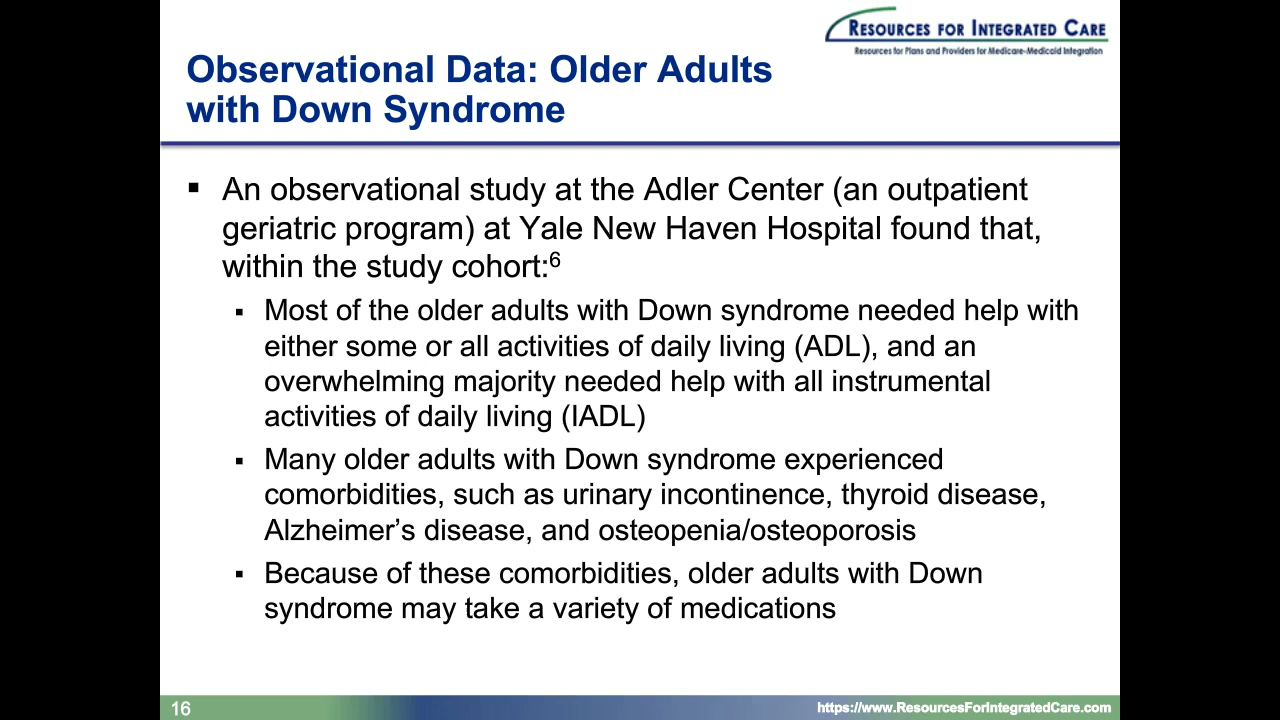 RESOURCES FOR INTEGRATED CARE
Resources for Plans and Providers for Medicare-Medicaid Integration
Observational Data: Older Adults
with Down Syndrome
▪ An observational study at the Adler Center (an outpatient
geriatric program) at Yale New Haven Hospital found that,
within the study cohort:6
▪ Most of the older adults with Down syndrome needed help with
either some or all activities of daily living (ADL), and an
overwhelming majority needed help with all instrumental
activities of daily living (IADL)
▪ Many older adults with Down syndrome experienced
comorbidities, such as urinary incontinence, thyroid disease,
Alzheimer’s disease, and osteopenia/osteoporosis
▪ Because of these comorbidities, older adults with Down
syndrome may take a variety of medications
16
https://www.ResourcesForIntegratedCare.com